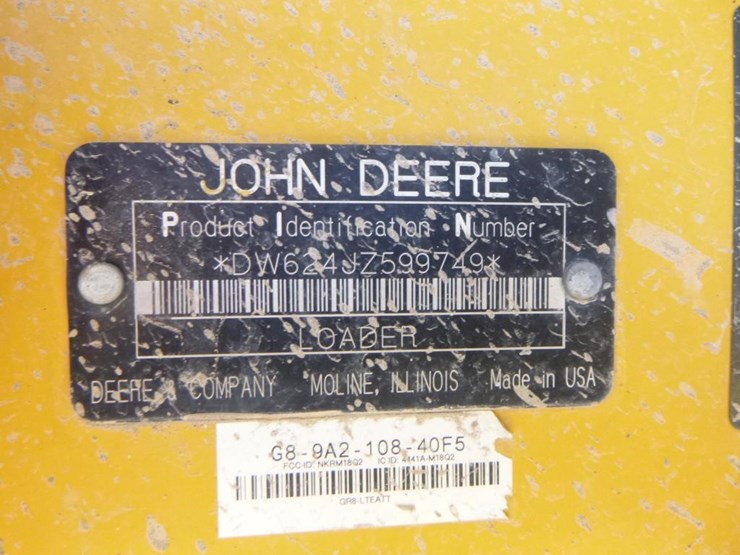 JOHN DEERE
Product Identification Number
*DW624JZ599749*
LOADER
DEERE & COMPANY MOLINE, ILLINOIS Made in USA
G8-9A2-108-40F5
FCC ID: NKRM18Q2 IC ID: 4441A-M18Q2
GR8-LTEATT